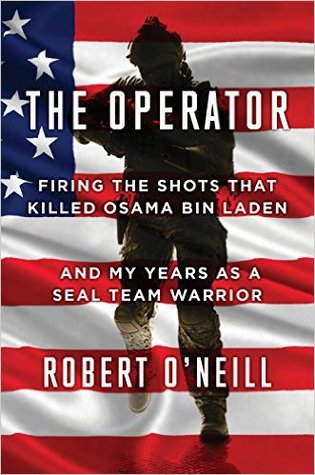 THE OPERATOR
FIRING THE SHOTS THAT
KILLED OSAMA BIN LADEN
AND MY YEARS AS A
SEAL TEAM WARRIOR
ROBERT O'NEILL